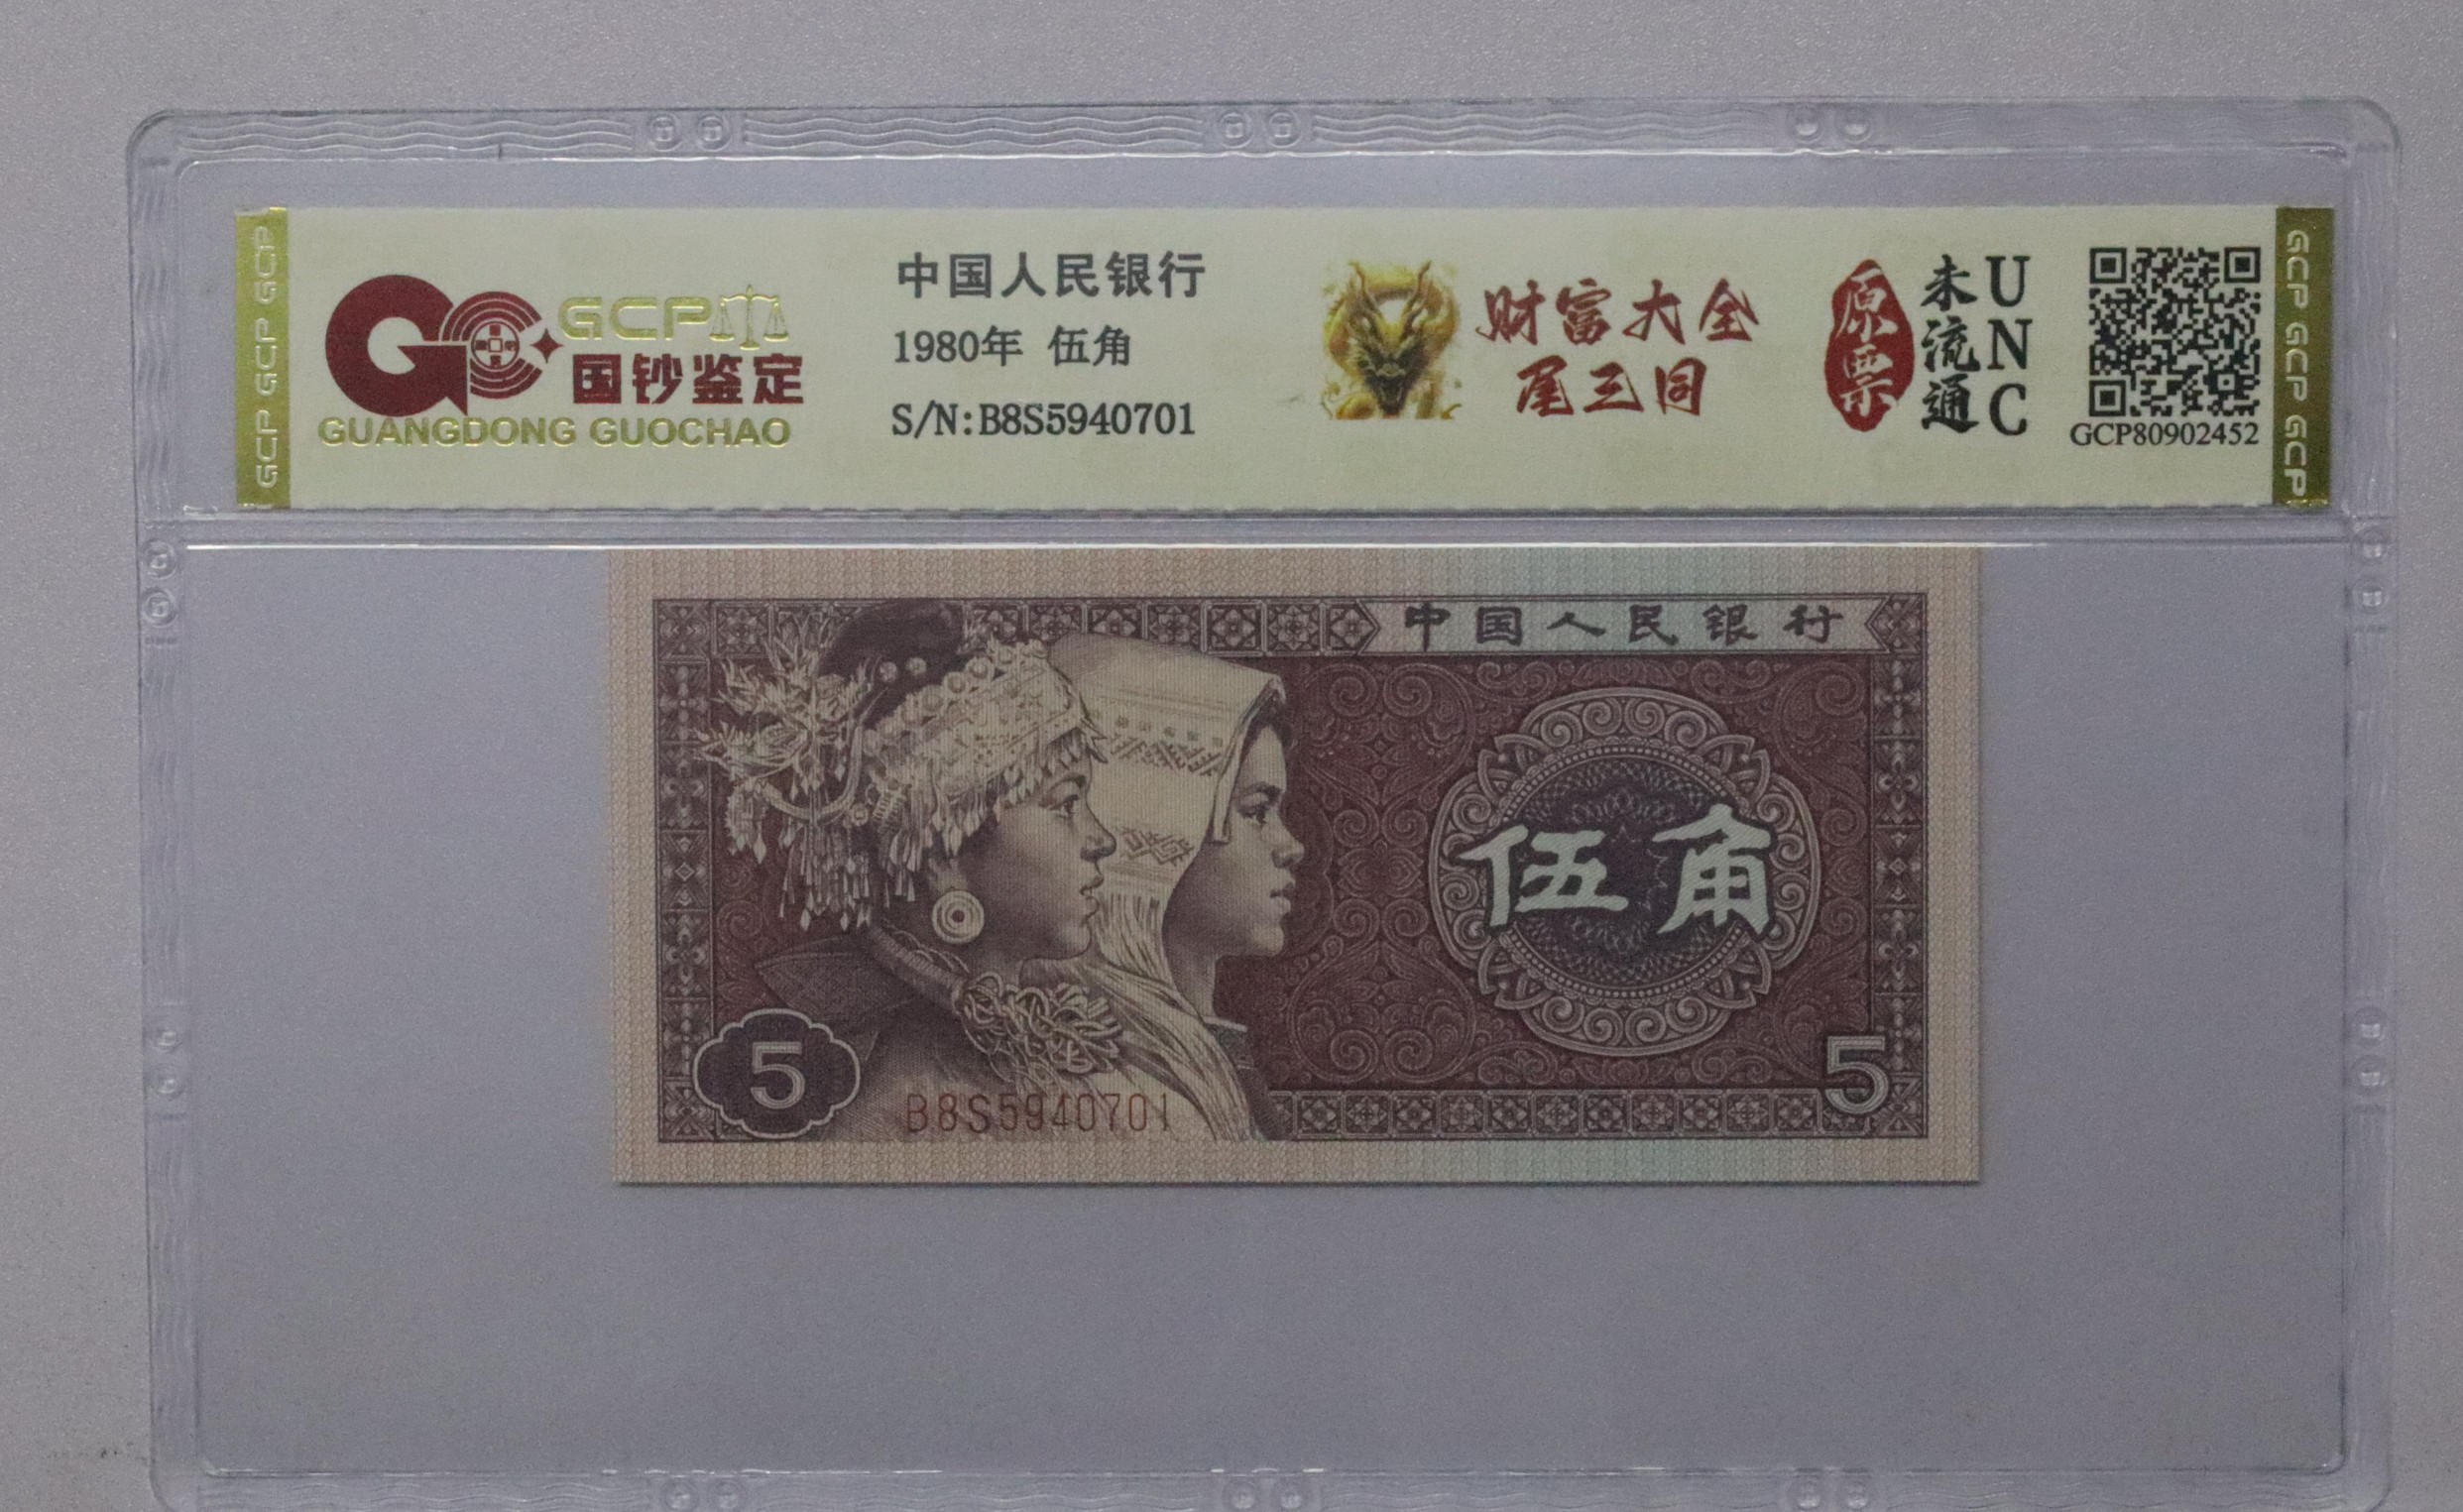 GCP GCP GCP
GCP
国钞鉴定
GUANGDONG GUOCHAO
中国人民银行
1980年 伍角
S/N:B8S5940701
财富大全
尾三同
原票
未流通
UNC
GCP80902452
GCP GCP GCP
中国人民银行
伍角
5
B8S5940701
5